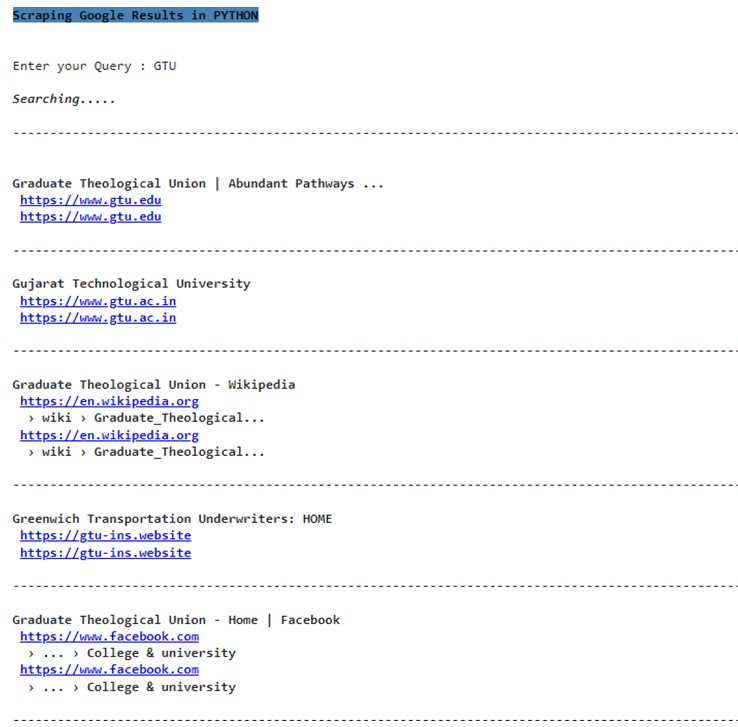 Scraping Google Results in PYTHON
Enter your Query : GTU
Searching.....
--------------------------------------------------------------------------------------------------
Graduate Theological Union | Abundant Pathways ...
https://www.gtu.edu
https://www.gtu.edu
--------------------------------------------------------------------------------------------------
Gujarat Technological University
https://www.gtu.ac.in
https://www.gtu.ac.in
--------------------------------------------------------------------------------------------------
Graduate Theological Union - Wikipedia
https://en.wikipedia.org
› wiki › Graduate_Theological...
https://en.wikipedia.org
› wiki › Graduate_Theological...
--------------------------------------------------------------------------------------------------
Greenwich Transportation Underwriters: HOME
https://gtu-ins.website
https://gtu-ins.website
--------------------------------------------------------------------------------------------------
Graduate Theological Union - Home | Facebook
https://www.facebook.com
› ... › College & university
https://www.facebook.com
› ... › College & university
--------------------------------------------------------------------------------------------------